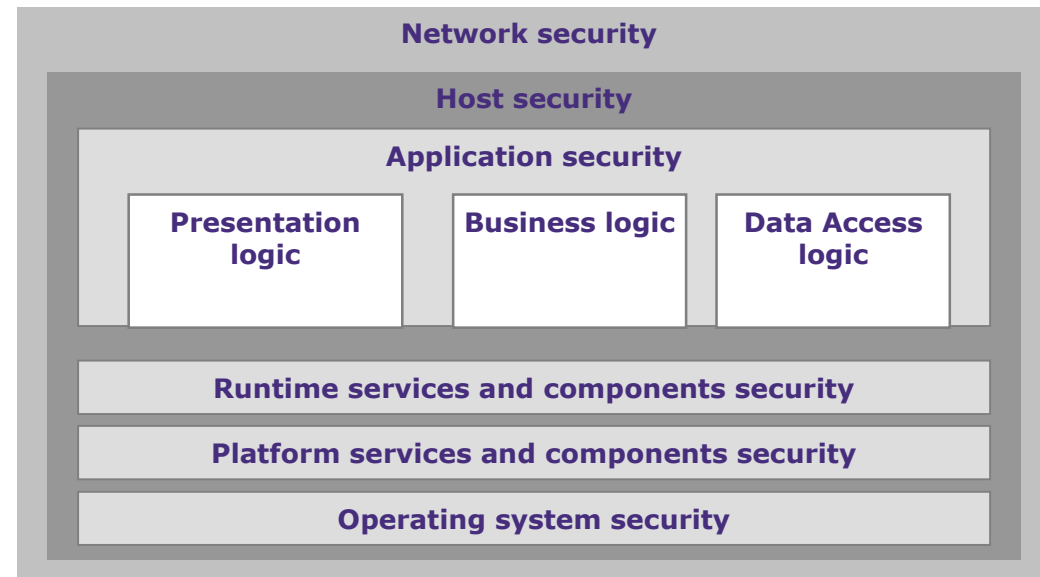 Network security
Host security
Application security
Presentation
logic
Business logic
Data Access
logic
Runtime services and components security
Platform services and components security
Operating system security